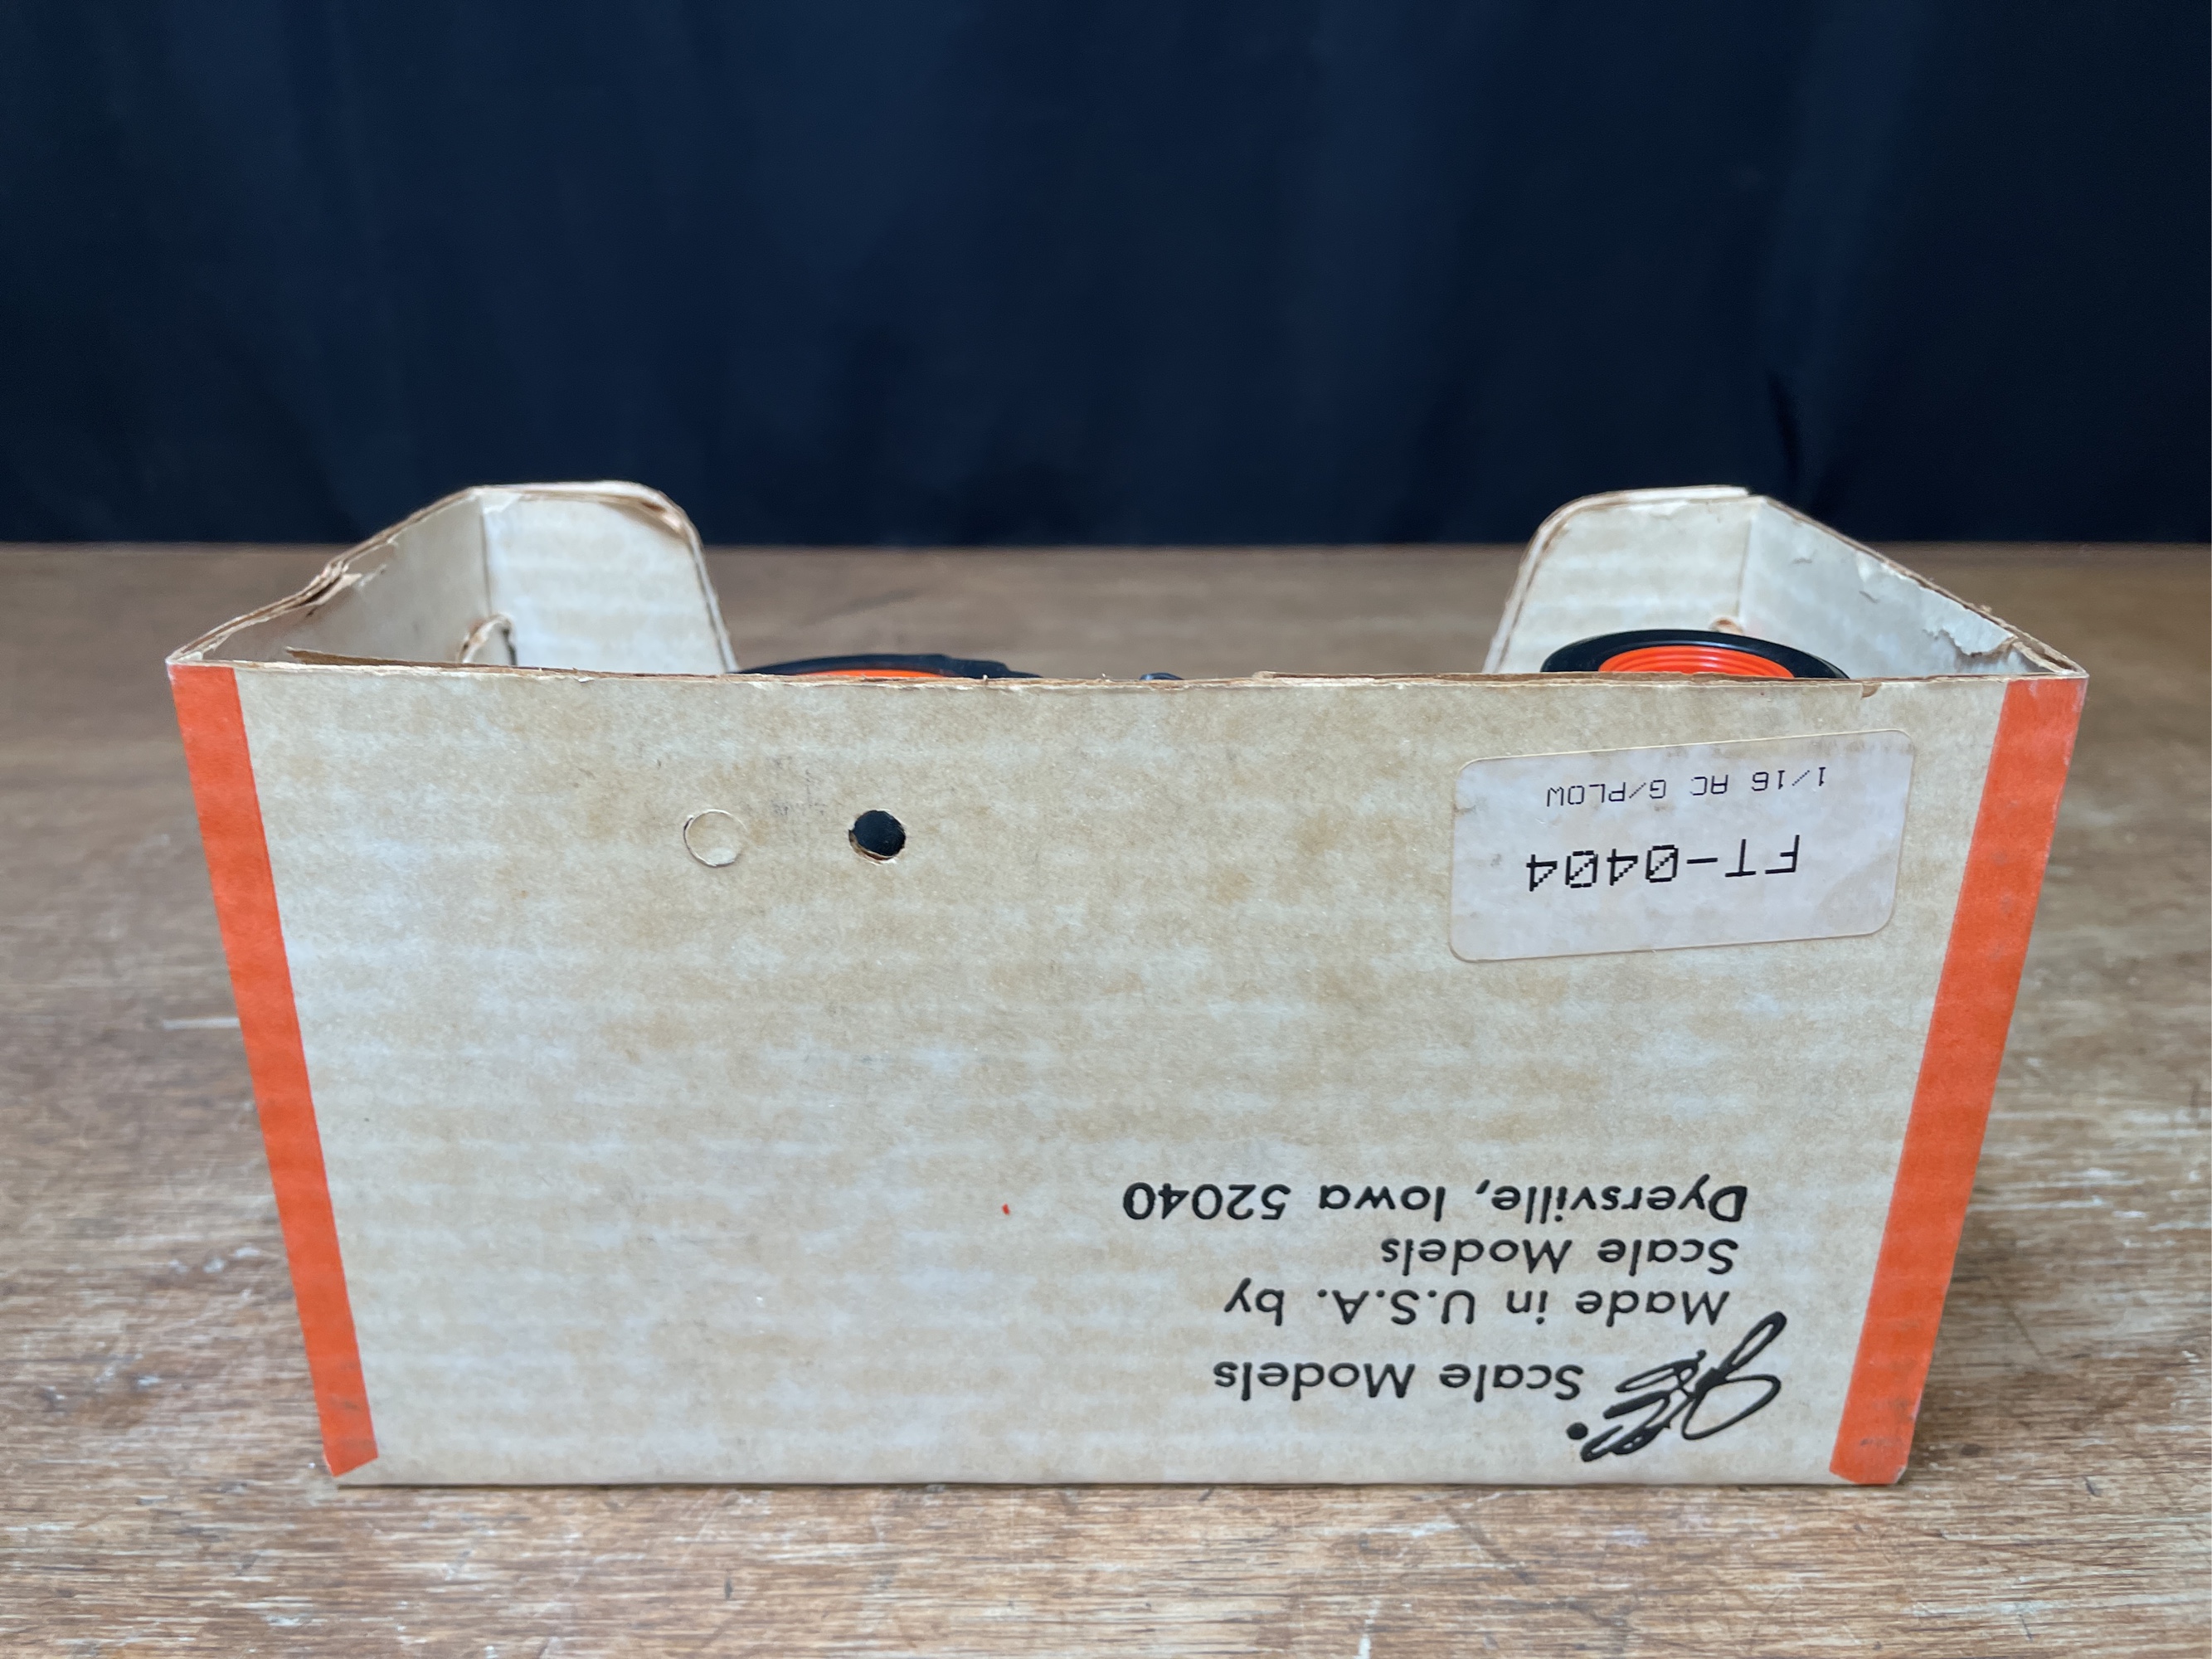 Scale Models
Made in U.S.A. by
Scale Models
Dyersville, Iowa 52040
FT-0404
1/16 AC G/PLOW